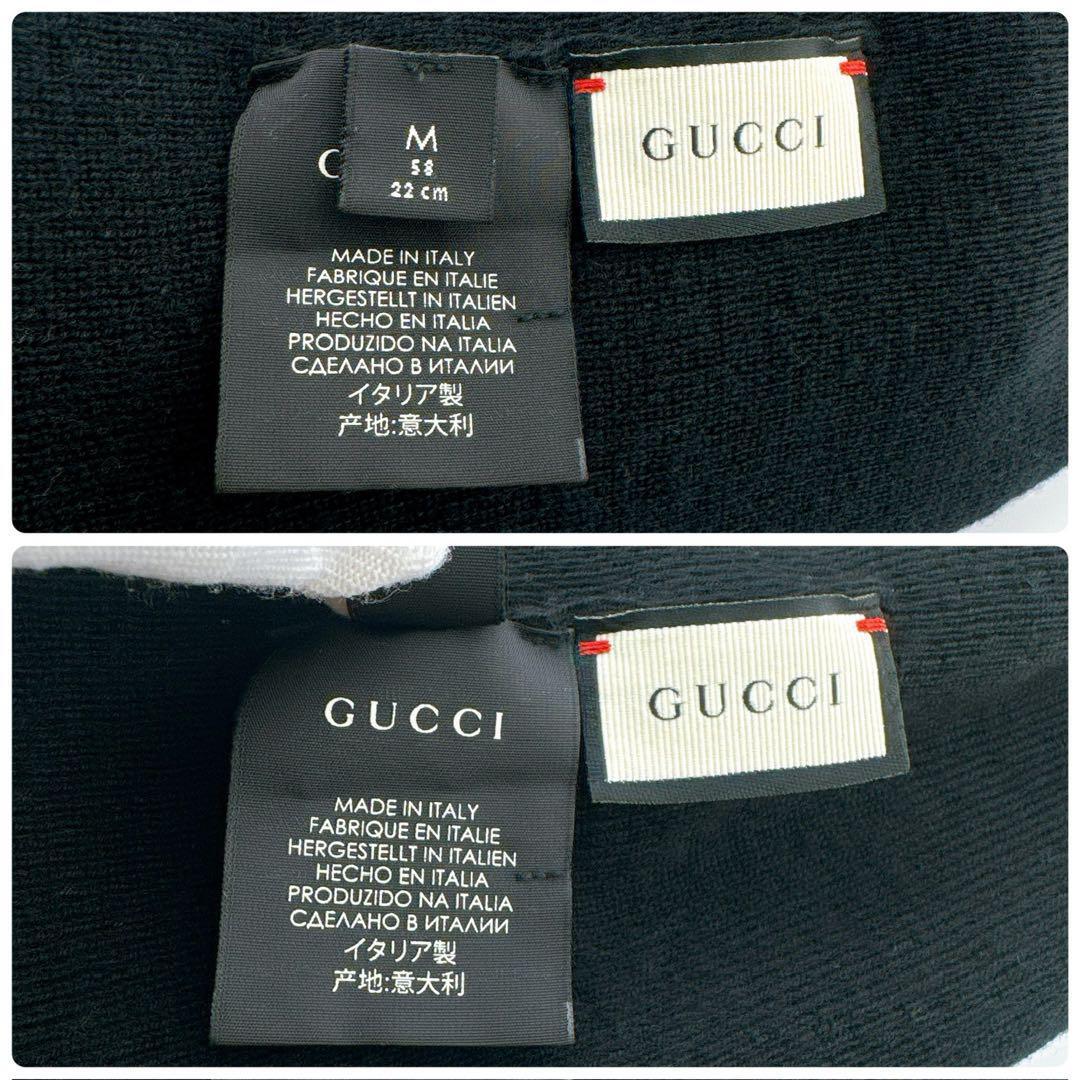 M
58
22 cm
G
GUCCI
MADE IN ITALY
FABRIQUE EN ITALIE
HERGESTELLT IN ITALIEN
HECHO EN ITALIA
PRODUZIDO NA ITALIA
СДЕЛАНО В ИТАЛИИ
イタリア製
产地:意大利
GUCCI
GUCCI
MADE IN ITALY
FABRIQUE EN ITALIE
HERGESTELLT IN ITALIEN
HECHO EN ITALIA
PRODUZIDO NA ITALIA
СДЕЛАНО В ИТАЛИИ
イタリア製
产地:意大利